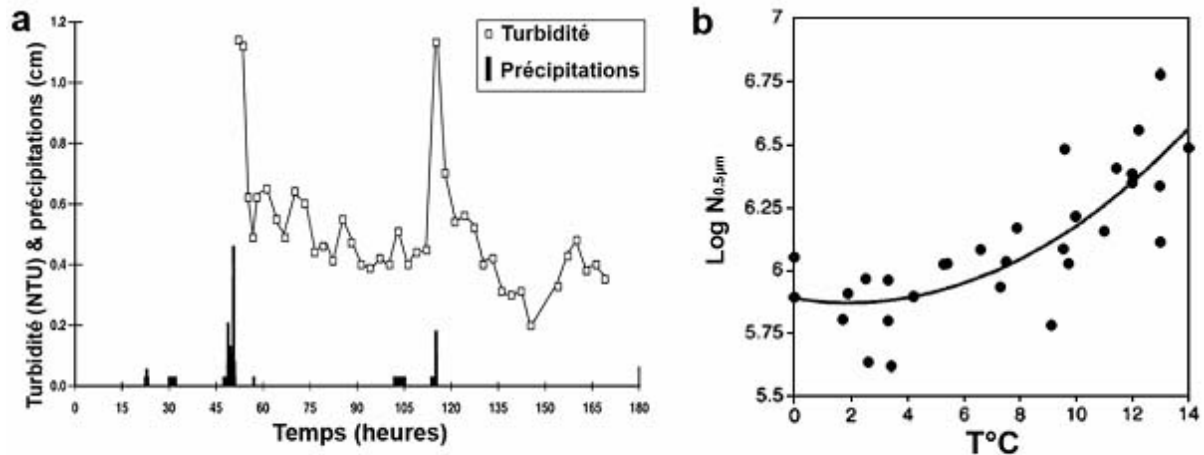 a
Turbidité (NTU) & précipitations (cm)
1.2
1.0
0.8
0.6
0.4
0.2
0.0
0 15 30 45 60 75 90 105 120 135 150 165 180
Temps (heures)
Turbidité
Précipitations
b
Log N0.5µm
7
6.75
6.5
6.25
6
5.75
5.5
0 2 4 6 8 10 12 14
T°C